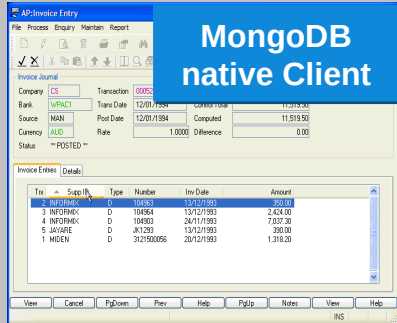 AP:Invoice Entry
File Process Enquiry Maintain Report
MongoDB
native Client
Invoice Journal
Company CS Transaction 00052
Bank WPAC1 Trans Date 12/01/1994 Control Total 11,519.50
Source MAN Post Date 12/01/1994 Computed 11,519.50
Currency AUD Rate 1.0000 Difference 0.00
Status ** POSTED **
Invoice Entries Details
Trx Supp ID Type Number Inv Date Amount
2 INFORMIX D 104963 13/12/1993 350.00
3 INFORMIX D 104964 13/12/1993 2,424.00
4 INFORMIX D 104903 24/11/1993 7,037.30
5 JAYARE D JK1293 13/12/1993 390.00
1 MIDEN D 3121500056 20/12/1993 1,318.20
View Cancel PgDown Prev Help PgUp Notes View Help
INS